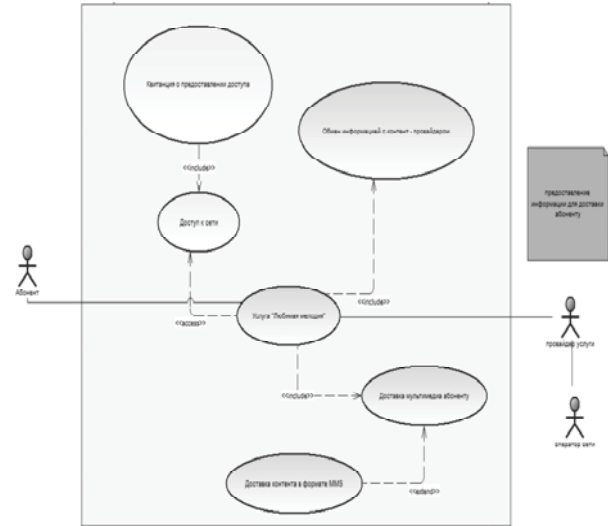 Квитанция о предоставлении доступа
Обмен информацией с контент - провайдером
<<include>>
предоставление
информации для доставки
абоненту
Доступ к сети
Абонент
<<access>>
Услуга "Любимая мелодия"
<<include>>
провайдер услуги
<<include>>
Доставка мультимедиа абоненту
оператор сети
Доставка контента в формате MMS
<<extend>>